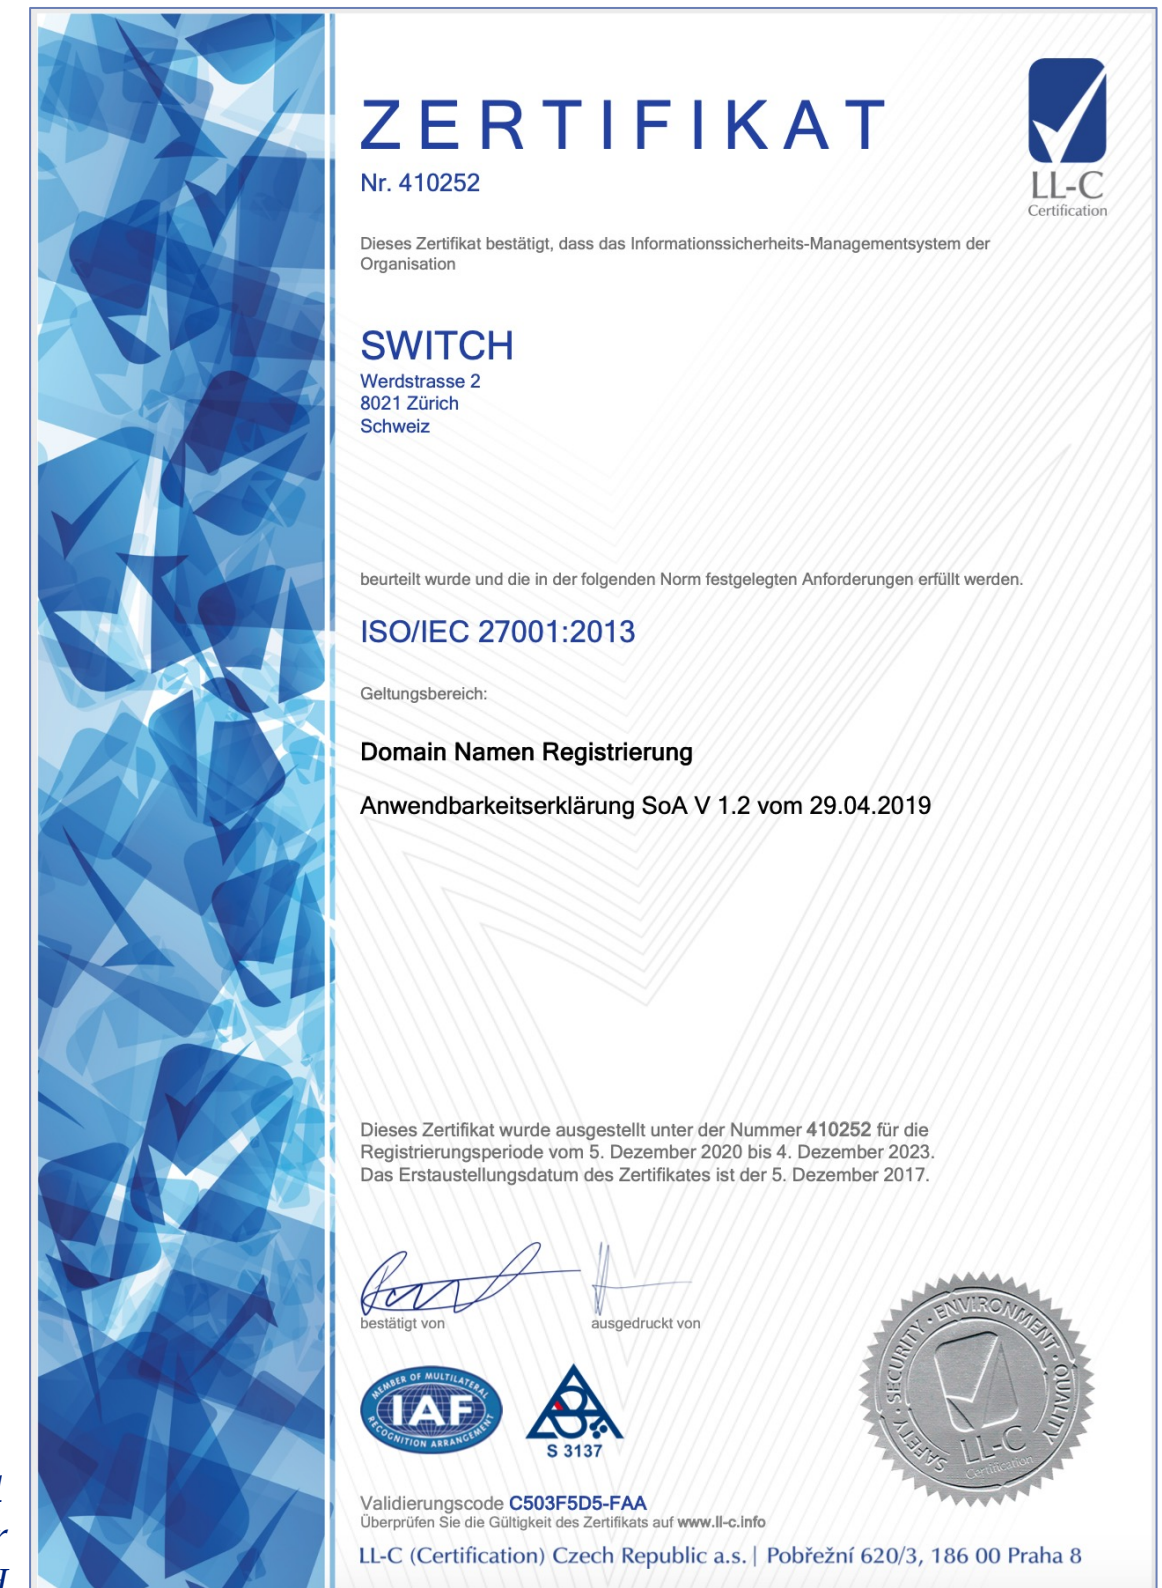 ZERTIFIKAT
Nr. 410252
LL-C
Certification
Dieses Zertifikat bestätigt, dass das Informationssicherheits-Managementsystem der
Organisation
SWITCH
Werdstrasse 2
8021 Zürich
Schweiz
beurteilt wurde und die in der folgenden Norm festgelegten Anforderungen erfüllt werden.
ISO/IEC 27001:2013
Geltungsbereich:
Domain Namen Registrierung
Anwendbarkeitserklärung SoA V 1.2 vom 29.04.2019
Dieses Zertifikat wurde ausgestellt unter der Nummer 410252 für die
Registrierungsperiode vom 5. Dezember 2020 bis 4. Dezember 2023.
Das Erstaustellungsdatum des Zertifikates ist der 5. Dezember 2017.
bestätigt von
ausgedruckt von
MEMBER OF MULTILATERAL
IAF
RECOGNITION ARRANGEMENT
S 3137
SAFETY · SECURITY · ENVIRONMENT · QUALITY
LL-C
Certification
Validierungscode C503F5D5-FAA
Überprüfen Sie die Gültigkeit des Zertifikats auf www.ll-c.info
LL-C (Certification) Czech Republic a.s. | Pobřežní 620/3, 186 00 Praha 8